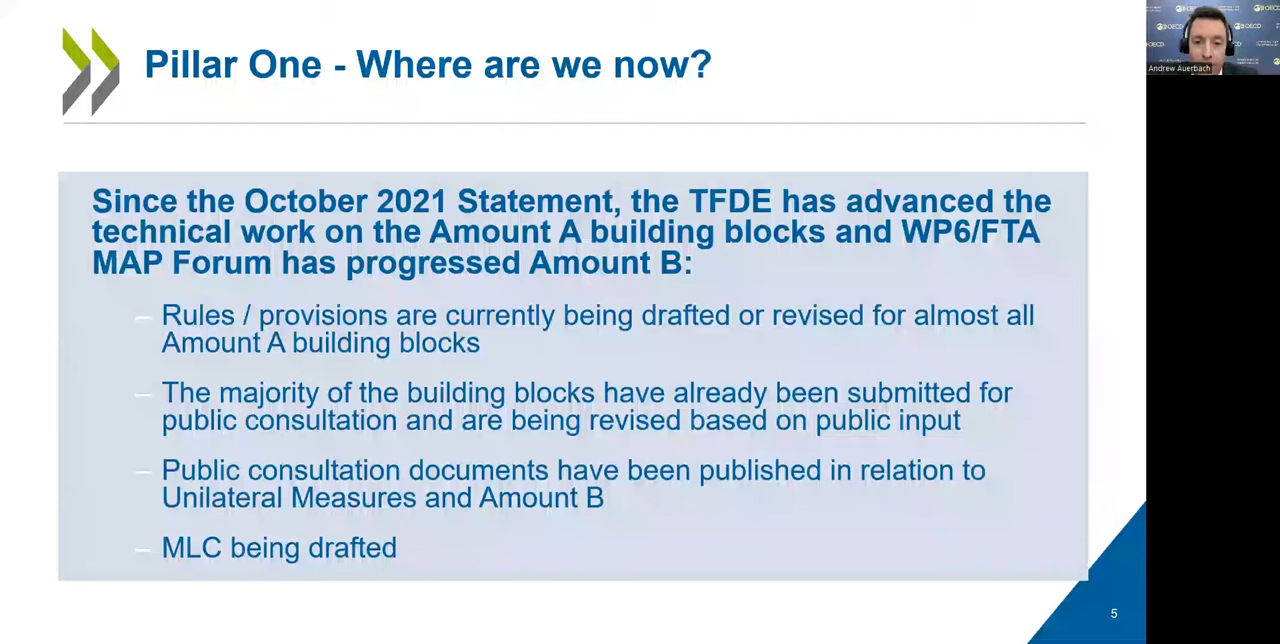 Pillar One - Where are we now?
Since the October 2021 Statement, the TFDE has advanced the
technical work on the Amount A building blocks and WP6/FTA
MAP Forum has progressed Amount B:
– Rules / provisions are currently being drafted or revised for almost all
Amount A building blocks
– The majority of the building blocks have already been submitted for
public consultation and are being revised based on public input
– Public consultation documents have been published in relation to
Unilateral Measures and Amount B
– MLC being drafted
5
OECD
Andrew Auerbach